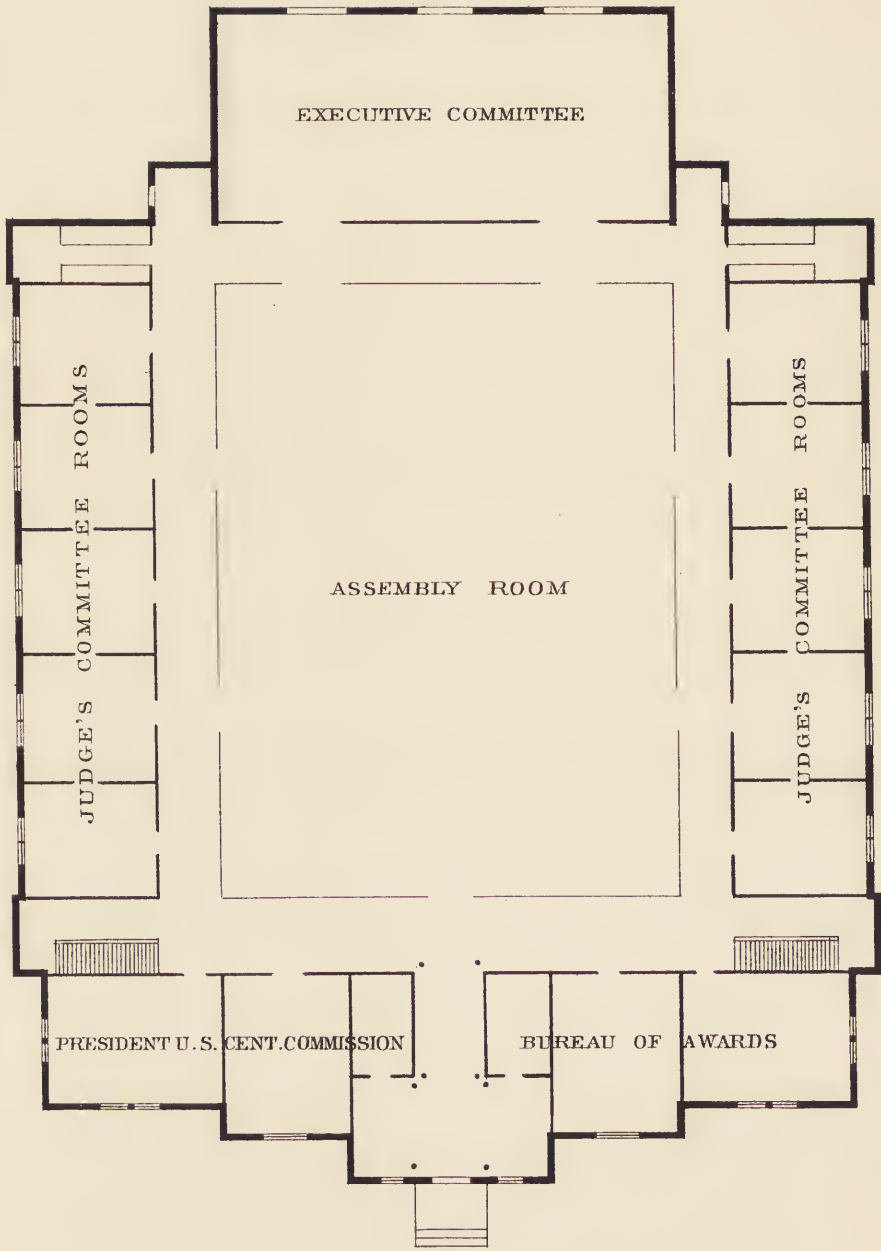 EXECUTIVE COMMITTEE
JUDGE'S COMMITTEE ROOMS
JUDGE'S COMMITTEE ROOMS
ASSEMBLY ROOM
PRESIDENT U.S. CENT. COMMISSION
BUREAU OF AWARDS